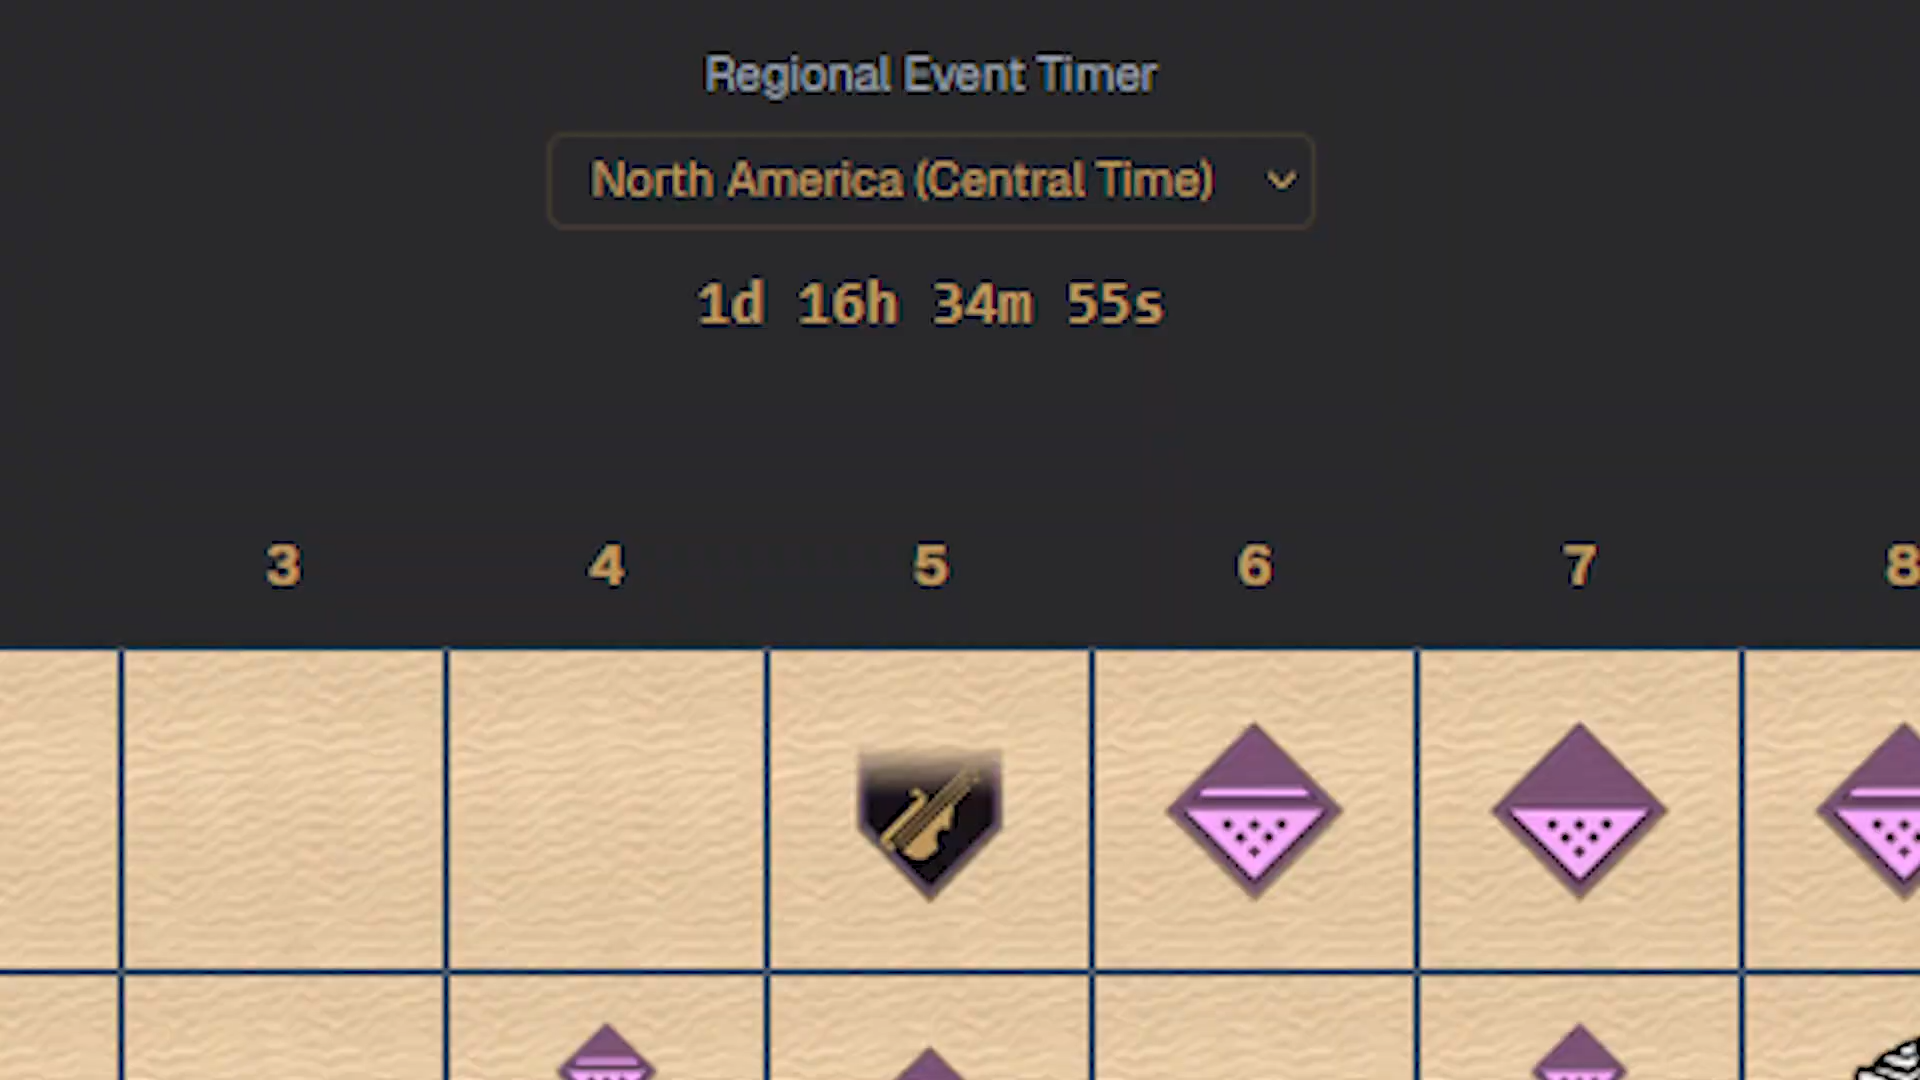 Regional Event Timer
North America (Central Time)
1d 16h 34m 55s
3 4 5 6 7 8